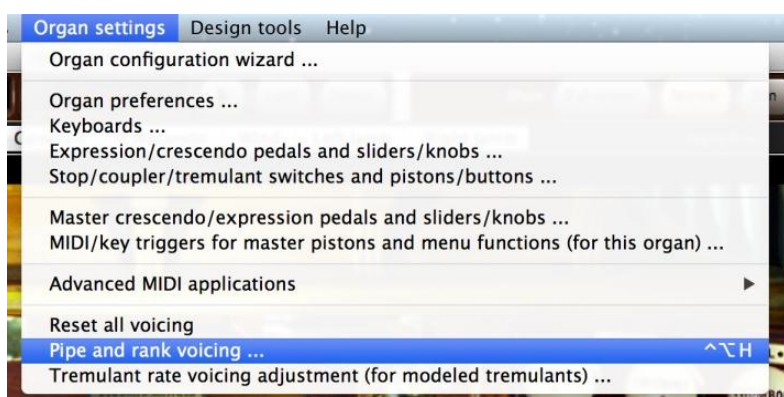 Organ settings Design tools Help
Organ configuration wizard ...
Organ preferences ...
Keyboards ...
Expression/crescendo pedals and sliders/knobs ...
Stop/coupler/tremulant switches and pistons/buttons ...
Master crescendo/expression pedals and sliders/knobs ...
MIDI/key triggers for master pistons and menu functions (for this organ) ...
Advanced MIDI applications ▶
Reset all voicing
Pipe and rank voicing ... ^⌥H
Tremulant rate voicing adjustment (for modeled tremulants) ...